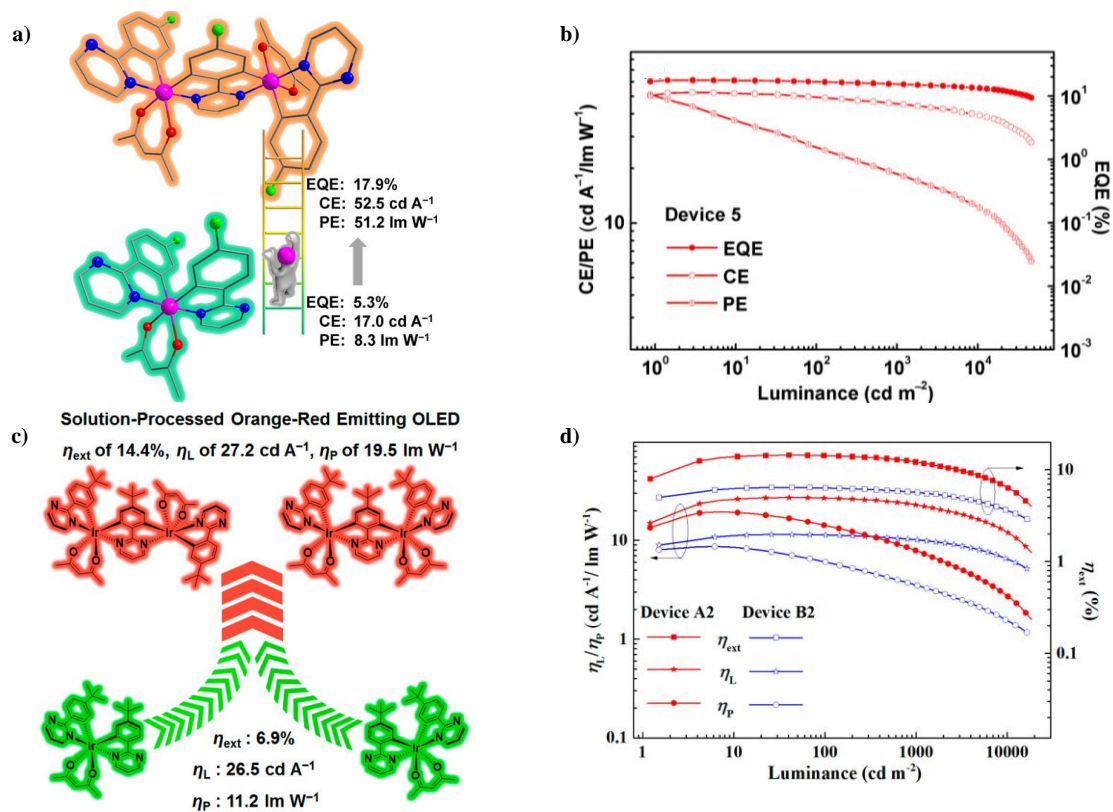 a)
EQE: 17.9%
CE: 52.5 cd A⁻¹
PE: 51.2 lm W⁻¹
EQE: 5.3%
CE: 17.0 cd A⁻¹
PE: 8.3 lm W⁻¹
b)
CE/PE (cd A⁻¹/lm W⁻¹)
10
Device 5
EQE
CE
PE
10⁰ 10¹ 10² 10³ 10⁴
Luminance (cd m⁻²)
10¹
10⁰
10⁻¹
10⁻²
10⁻³
EQE (%)
c)
Solution-Processed Orange-Red Emitting OLED
ηext of 14.4%, ηL of 27.2 cd A⁻¹, ηP of 19.5 lm W⁻¹
N N Ir O O N N Ir O O N N
N N Ir O O N N Ir O O N N
N N Ir O O N N
N N Ir O O N N
ηext : 6.9%
ηL : 26.5 cd A⁻¹
ηP : 11.2 lm W⁻¹
d)
ηL/ηP (cd A⁻¹/ lm W⁻¹)
100
10
1
0.1
Device A2 Device B2
ηext
ηL
ηP
1 10 100 1000 10000
Luminance (cd m⁻²)
10
1
0.1
ηext (%)